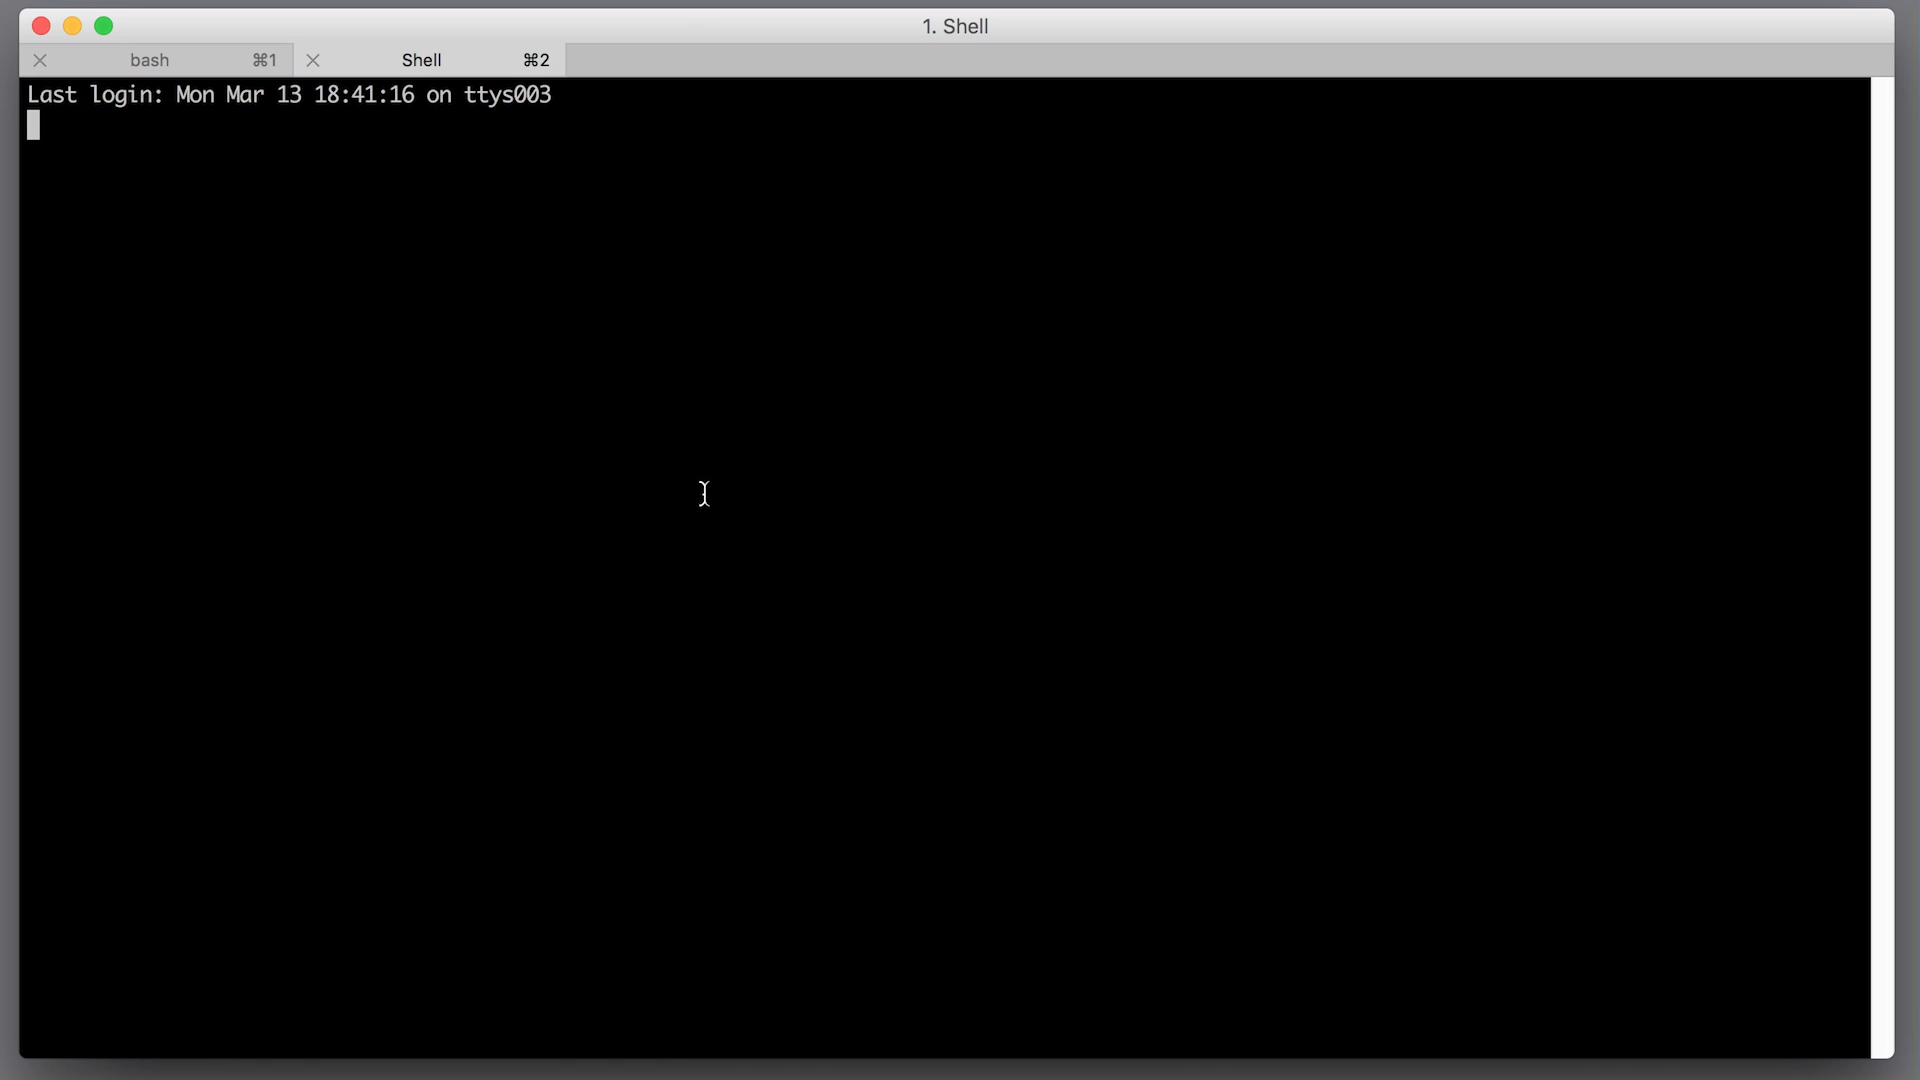 1. Shell
bash ⌘1 Shell ⌘2
Last login: Mon Mar 13 18:41:16 on ttys003